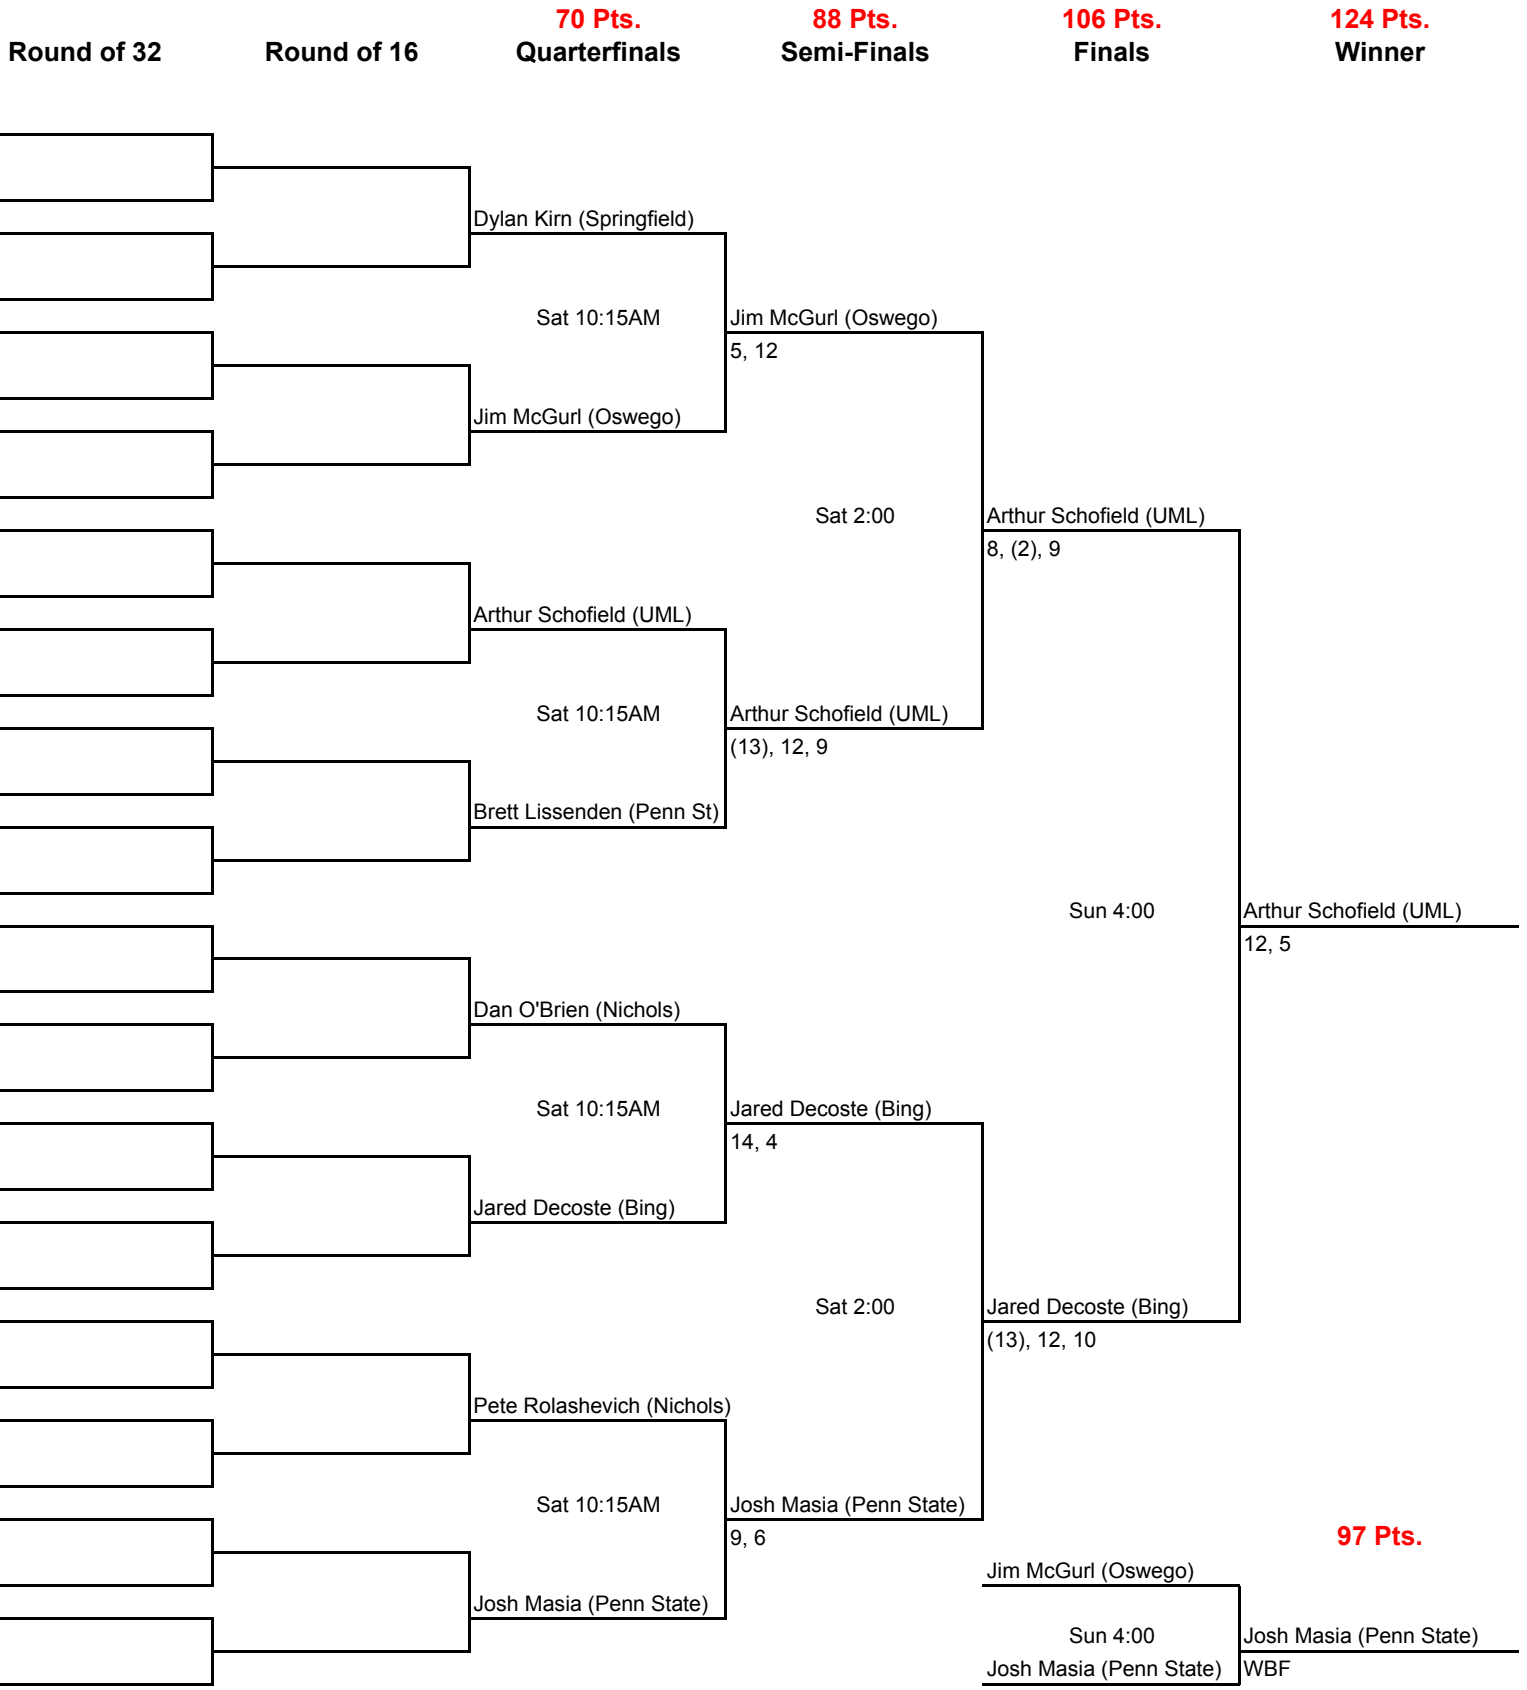 70 Pts. 88 Pts. 106 Pts. 124 Pts.
Round of 32 Round of 16 Quarterfinals Semi-Finals Finals Winner
Dylan Kirn (Springfield)
Sat 10:15AM Jim McGurl (Oswego)
5, 12
Jim McGurl (Oswego)
Sat 2:00 Arthur Schofield (UML)
8, (2), 9
Arthur Schofield (UML)
Sat 10:15AM Arthur Schofield (UML)
(13), 12, 9
Brett Lissenden (Penn St)
Sun 4:00 Arthur Schofield (UML)
12, 5
Dan O'Brien (Nichols)
Sat 10:15AM Jared Decoste (Bing)
14, 4
Jared Decoste (Bing)
Sat 2:00 Jared Decoste (Bing)
(13), 12, 10
Pete Rolashevich (Nichols)
Sat 10:15AM Josh Masia (Penn State)
9, 6 97 Pts.
Jim McGurl (Oswego)
Josh Masia (Penn State)
Sun 4:00 Josh Masia (Penn State)
Josh Masia (Penn State) WBF